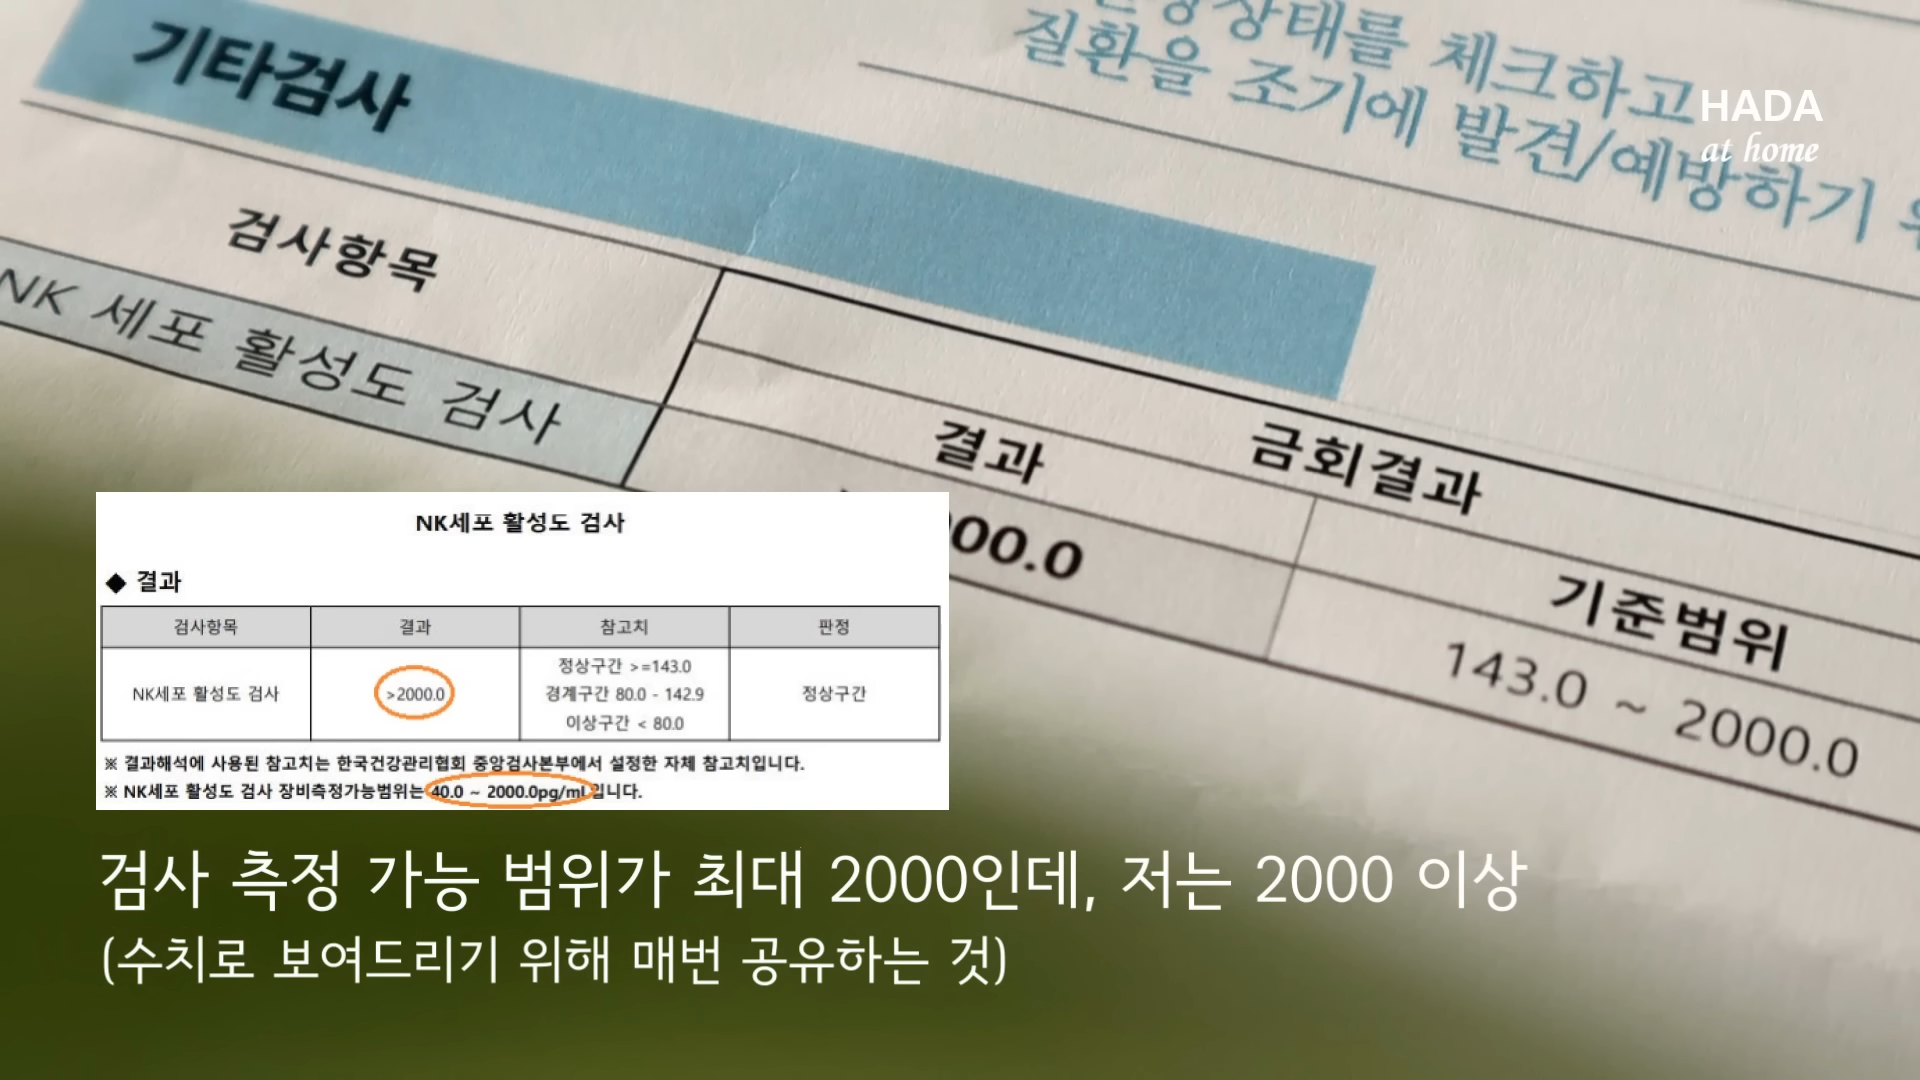 상태를 체크하고
질환을 조기에 발견/예방하기
HADA
at home
기타검사
검사항목
금회결과
결과
기준범위
NK 세포 활성도 검사
00.0
143.0 ~ 2000.0
NK세포 활성도 검사
◆ 결과
검사항목 결과 참고치 판정
NK세포 활성도 검사 >2000.0 정상구간 >=143.0 정상구간
경계구간 80.0 - 142.9
이상구간 < 80.0
※ 결과해석에 사용된 참고치는 한국건강관리협회 중앙검사본부에서 설정한 자체 참고치입니다.
※ NK세포 활성도 검사 장비측정가능범위는 40.0 ~ 2000.0pg/ml 입니다.
검사 측정 가능 범위가 최대 2000인데, 저는 2000 이상
(수치로 보여드리기 위해 매번 공유하는 것)